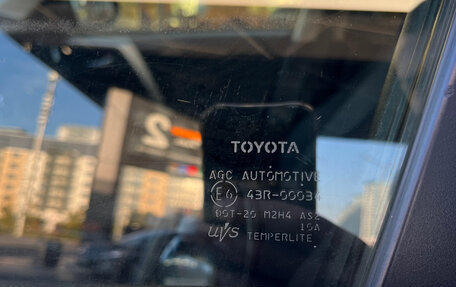 TOYOTA
AGC AUTOMOTIVE
E6 43R-00034
DOT-20 M2H4 AS2
UVS TEMPERLITE 10A